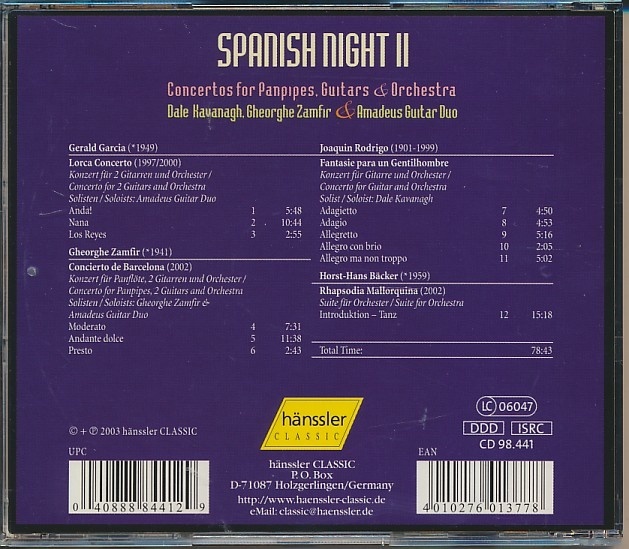 SPANISH NIGHT II
Concertos for Panpipes, Guitars & Orchestra
Dale Kavanagh, Gheorghe Zamfir & Amadeus Guitar Duo
Gerald Garcia (*1949)
Lorca Concerto (1997/2000)
Konzert für 2 Gitarren und Orchester /
Concerto for 2 Guitars and Orchestra
Solisten / Soloists: Amadeus Guitar Duo
Anda! 1 5:48
Nana 2 10:44
Los Reyes 3 2:55
Gheorghe Zamfir (*1941)
Concierto de Barcelona (2002)
Konzert für Panflöte, 2 Gitarren und Orchester /
Concerto for Panpipes, 2 Guitars and Orchestra
Solisten / Soloists: Gheorghe Zamfir &
Amadeus Guitar Duo
Moderato 4 7:31
Andante dolce 5 11:38
Presto 6 2:43
Joaquin Rodrigo (1901-1999)
Fantasie para un Gentilhombre
Konzert für Gitarre und Orchester /
Concerto for Guitar and Orchestra
Solist / Soloist: Dale Kavanagh
Adagietto 7 4:50
Adagio 8 4:53
Allegretto 9 5:16
Allegro con brio 10 2:05
Allegro ma non troppo 11 5:02
Horst-Hans Bäcker (*1959)
Rhapsodia Mallorquina (2002)
Suite für Orchester / Suite for Orchestra
Introduktion – Tanz 12 15:18
Total Time: 78:43
© + ℗ 2003 hänssler CLASSIC
hänssler
CLASSIC
LC 06047
DDD ISRC
CD 98.441
UPC
0 40888 84412 9
hänssler CLASSIC
P.O. Box
D-71087 Holzgerlingen/Germany
http://www.haenssler-classic.de
eMail: classic@haenssler.de
EAN
4 010276 013778